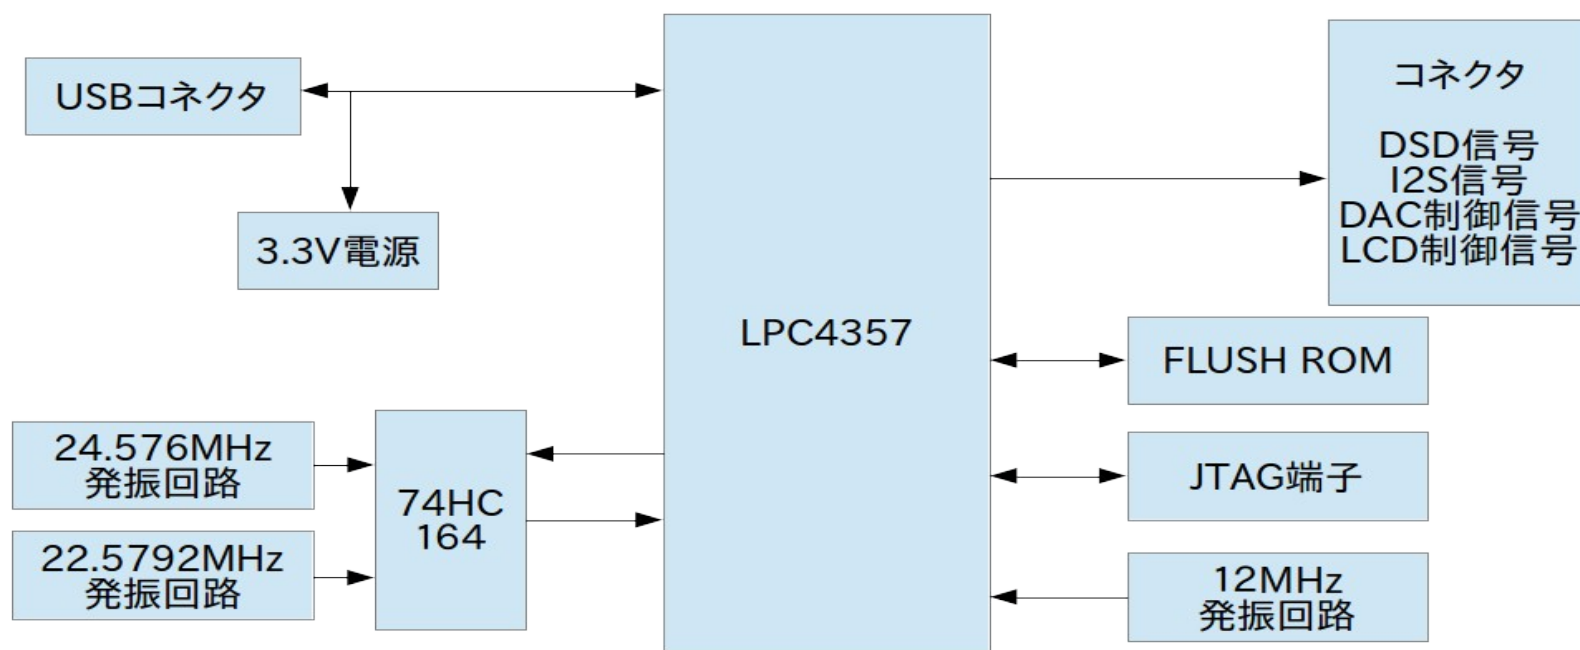 USBコネクタ
3.3V電源
24.576MHz
発振回路
22.5792MHz
発振回路
74HC
164
LPC4357
コネクタ
DSD信号
I2S信号
DAC制御信号
LCD制御信号
FLUSH ROM
JTAG端子
12MHz
発振回路